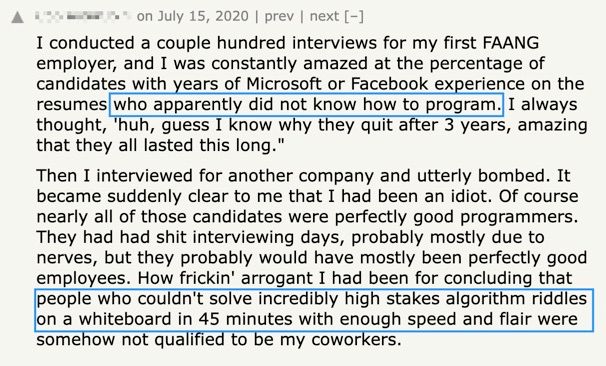 on July 15, 2020 | prev | next [–]
I conducted a couple hundred interviews for my first FAANG
employer, and I was constantly amazed at the percentage of
candidates with years of Microsoft or Facebook experience on the
resumes who apparently did not know how to program. I always
thought, 'huh, guess I know why they quit after 3 years, amazing
that they all lasted this long."
Then I interviewed for another company and utterly bombed. It
became suddenly clear to me that I had been an idiot. Of course
nearly all of those candidates were perfectly good programmers.
They had had shit interviewing days, probably mostly due to
nerves, but they probably would have mostly been perfectly good
employees. How frickin' arrogant I had been for concluding that
people who couldn't solve incredibly high stakes algorithm riddles
on a whiteboard in 45 minutes with enough speed and flair were
somehow not qualified to be my coworkers.